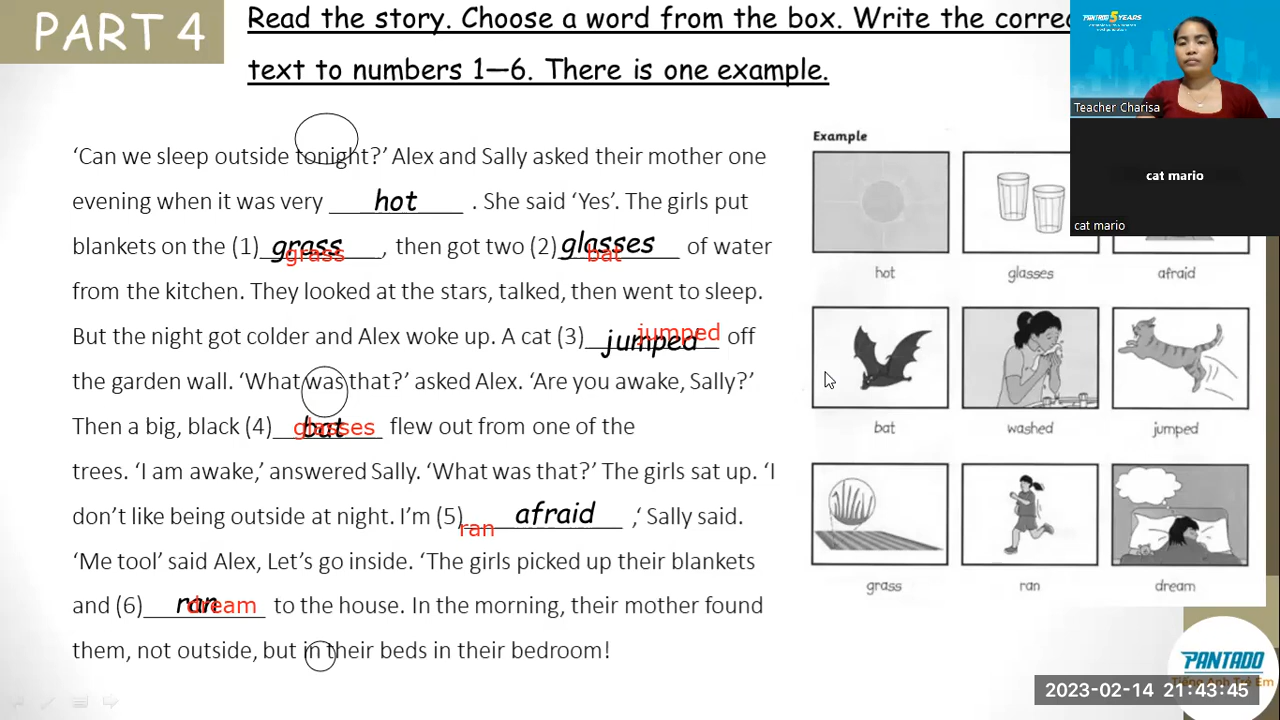 PART 4
Read the story. Choose a word from the box. Write the correc
text to numbers 1—6. There is one example.
PANTADO 5 YEARS
Teacher Charisa
cat mario
cat mario
‘Can we sleep outside tonight?’ Alex and Sally asked their mother one
evening when it was very hot . She said ‘Yes’. The girls put
blankets on the (1) grass , then got two (2) glasses of water
grass bat
from the kitchen. They looked at the stars, talked, then went to sleep.
But the night got colder and Alex woke up. A cat (3) jumped off
jumped
the garden wall. ‘What was that?’ asked Alex. ‘Are you awake, Sally?’
Then a big, black (4) bat flew out from one of the
glasses
trees. ‘I am awake,’ answered Sally. ‘What was that?’ The girls sat up. ‘I
don’t like being outside at night. I’m (5) afraid ,‘ Sally said.
ran
‘Me tool’ said Alex, Let’s go inside. ‘The girls picked up their blankets
and (6) ran to the house. In the morning, their mother found
dream
them, not outside, but in their beds in their bedroom!
Example
hot glasses afraid
bat washed jumped
grass ran dream
PANTADO
Tiếng Anh Trẻ Em
2023-02-14 21:43:45